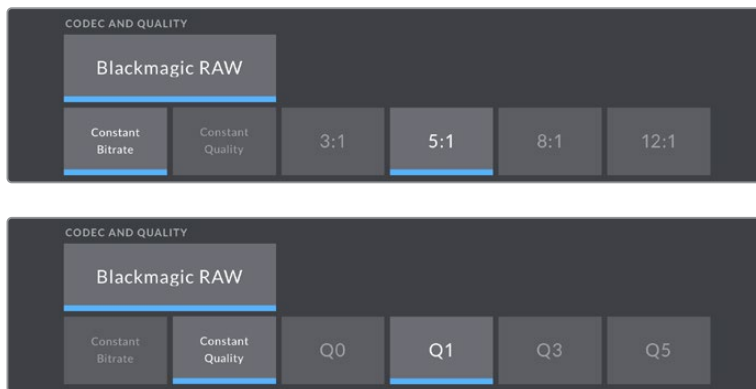 CODEC AND QUALITY
Blackmagic RAW
Constant Bitrate Constant Quality 3:1 5:1 8:1 12:1
CODEC AND QUALITY
Blackmagic RAW
Constant Bitrate Constant Quality Q0 Q1 Q3 Q5